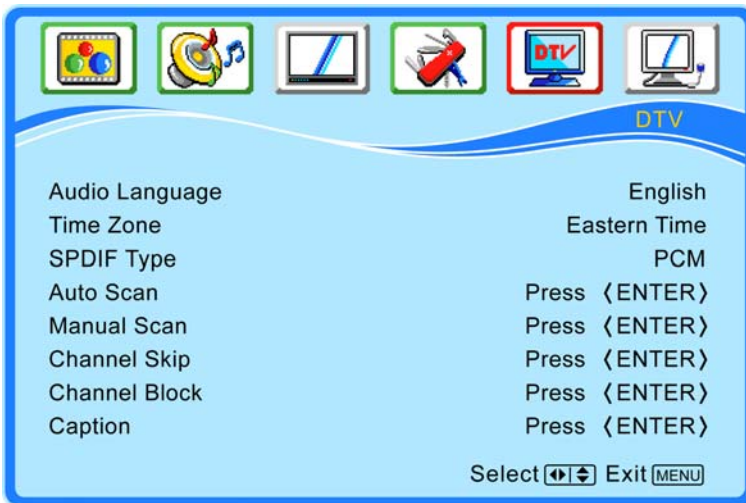 DTV
DTV
Audio Language English
Time Zone Eastern Time
SPDIF Type PCM
Auto Scan Press 〈ENTER〉
Manual Scan Press 〈ENTER〉
Channel Skip Press 〈ENTER〉
Channel Block Press 〈ENTER〉
Caption Press 〈ENTER〉
Select Exit MENU